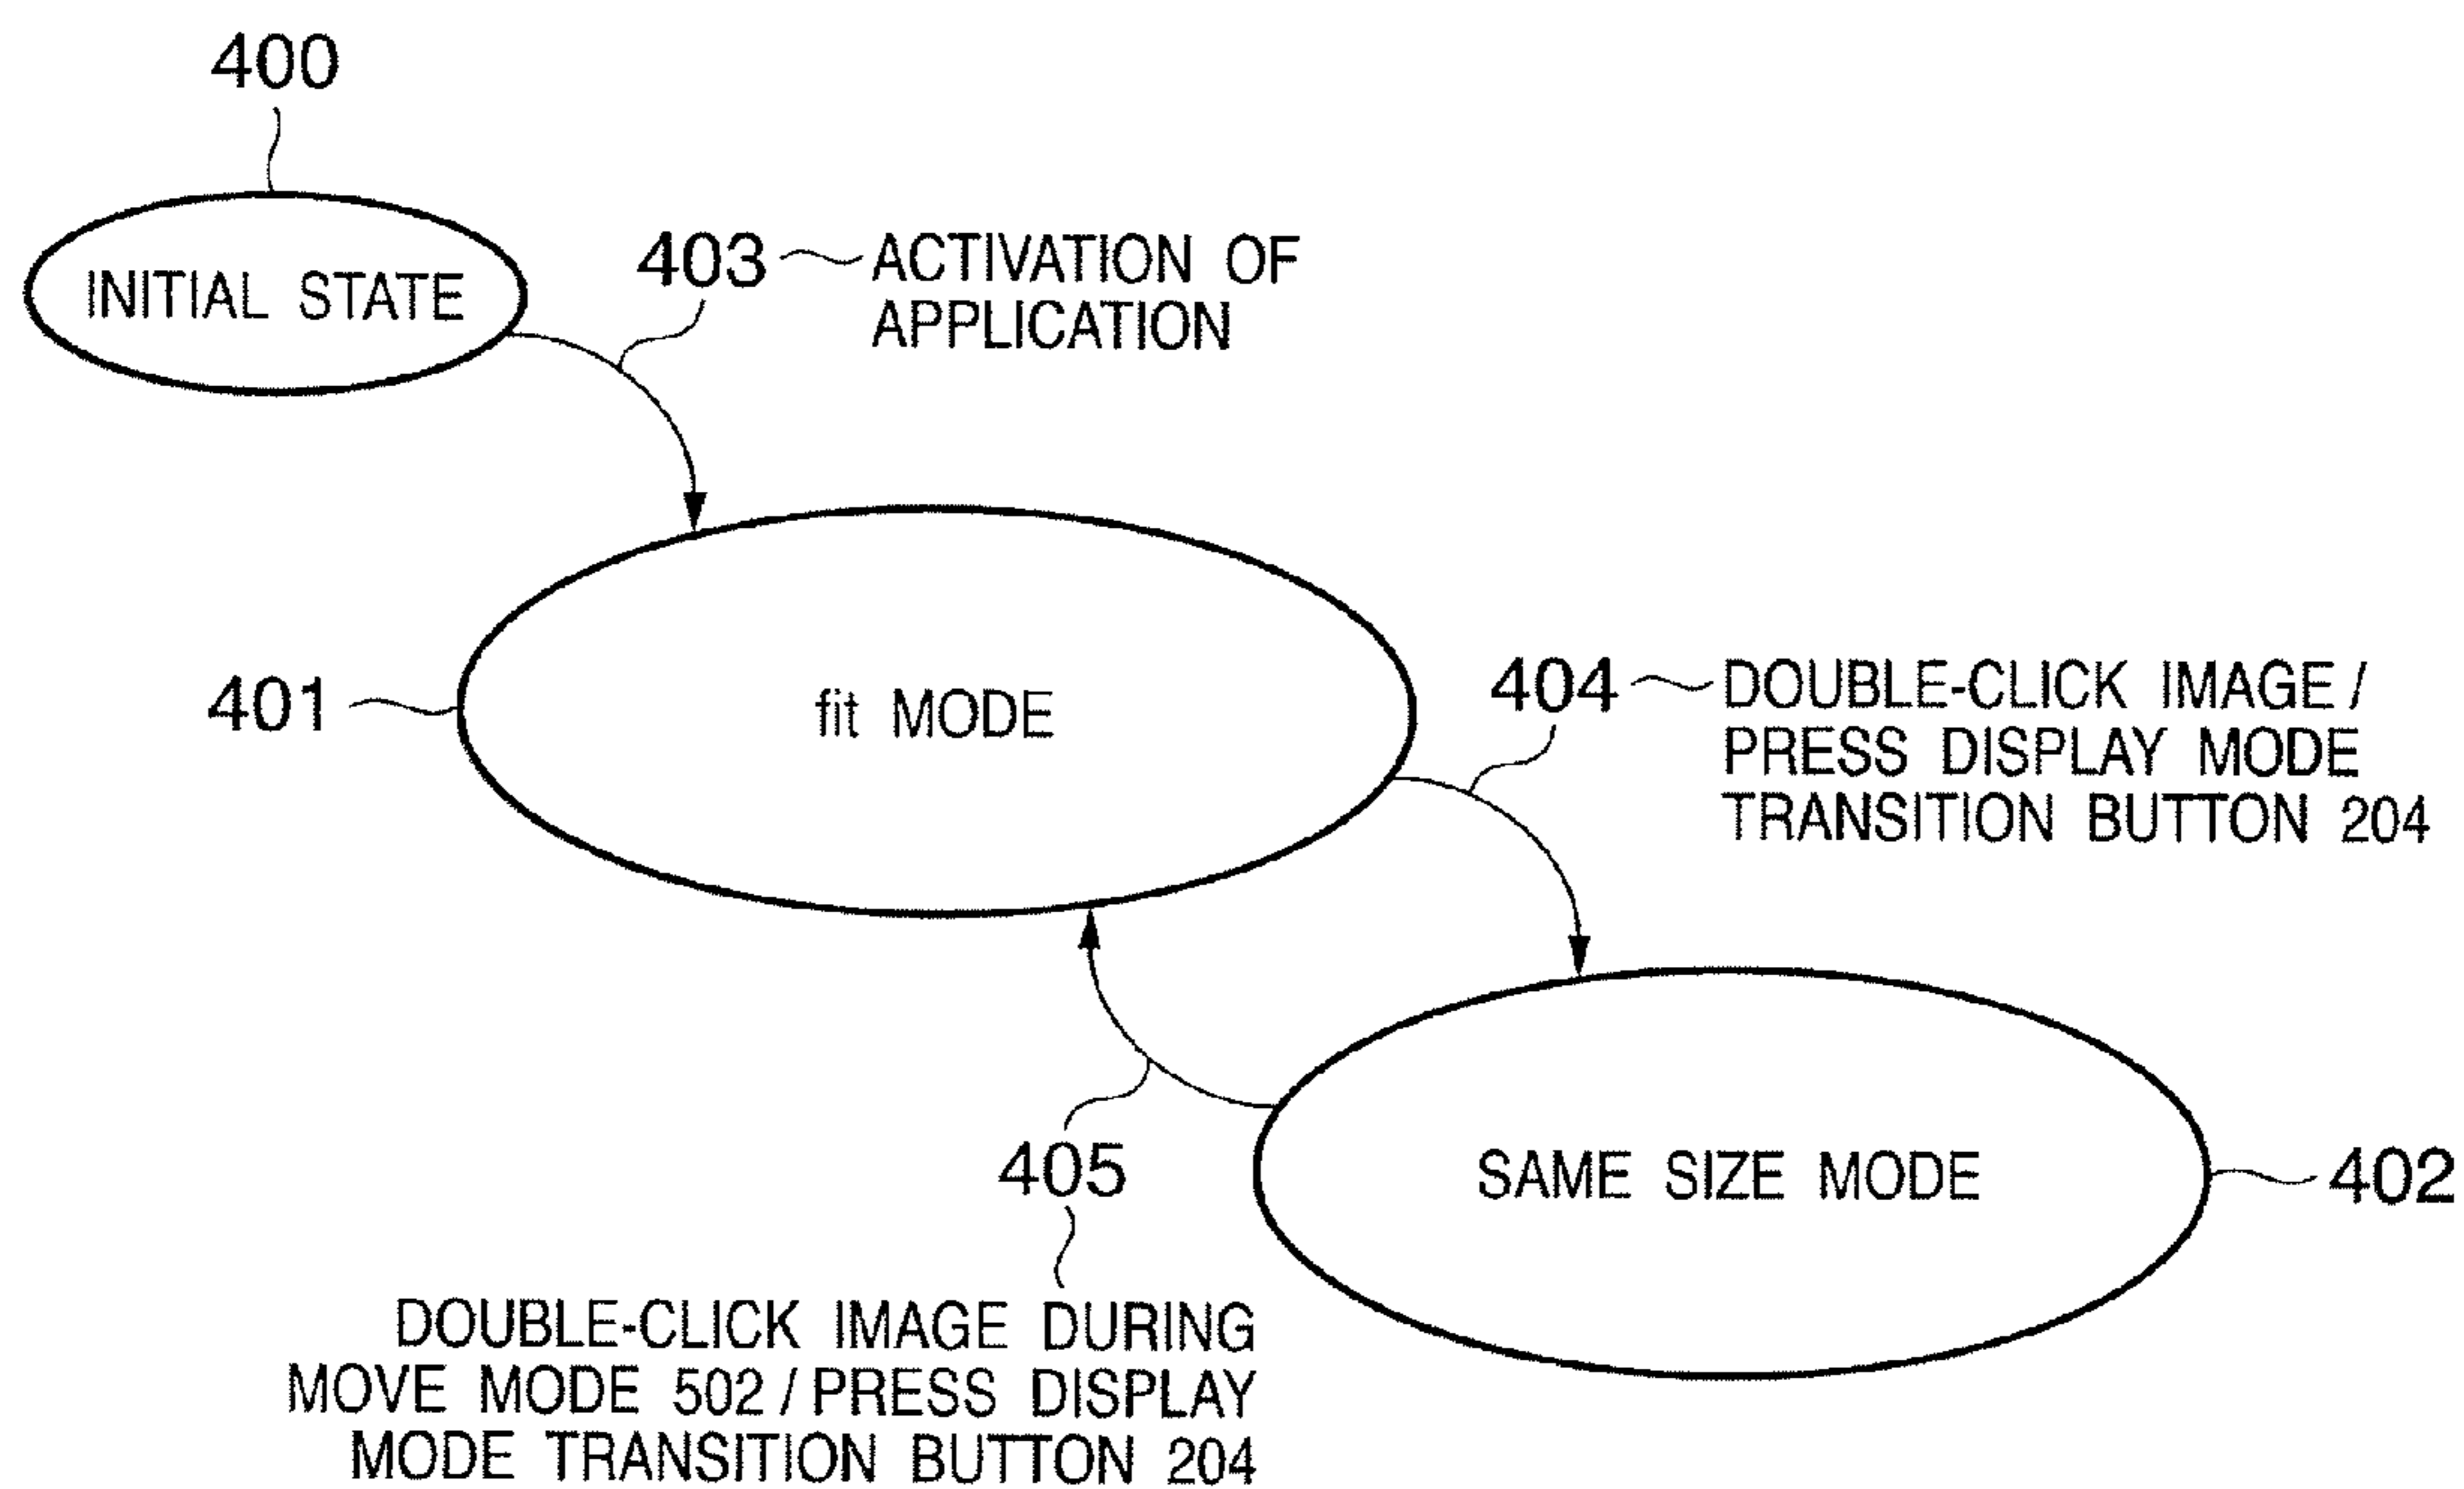 400
INITIAL STATE
403
ACTIVATION OF
APPLICATION
401
fit MODE
404
DOUBLE-CLICK IMAGE /
PRESS DISPLAY MODE
TRANSITION BUTTON 204
405
SAME SIZE MODE
402
DOUBLE-CLICK IMAGE DURING
MOVE MODE 502 / PRESS DISPLAY
MODE TRANSITION BUTTON 204